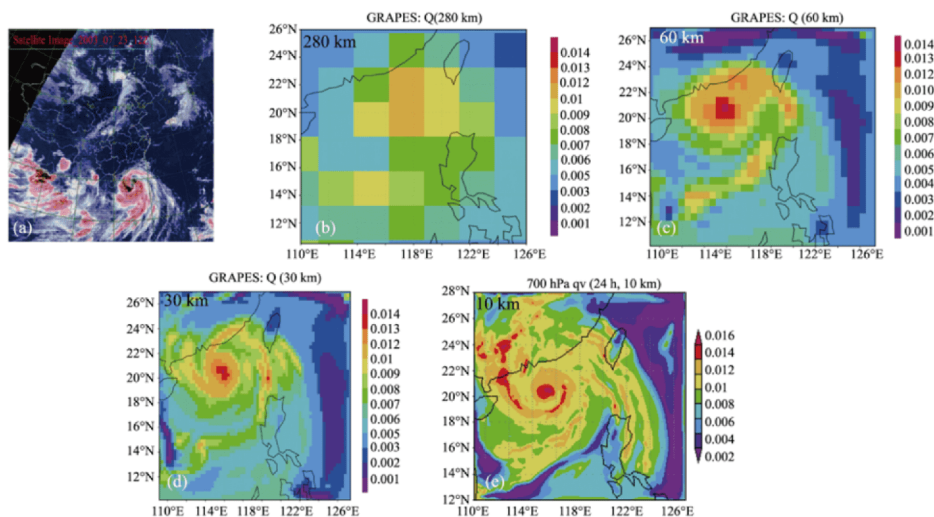 Satellite Image 2003 07 23
(a)
GRAPES: Q(280 km)
280 km
26°N
24°N
22°N
20°N
18°N
16°N
14°N
12°N
(b)
110°E 114°E 118°E 122°E 126°E
0.014
0.013
0.012
0.01
0.009
0.008
0.007
0.006
0.005
0.003
0.002
0.001
GRAPES: Q (60 km)
60 km
26°N
24°N
22°N
20°N
18°N
16°N
14°N
12°N
(c)
110°E 114°E 118°E 122°E 126°E
0.014
0.013
0.012
0.010
0.009
0.008
0.007
0.006
0.005
0.003
0.002
0.001
GRAPES: Q (30 km)
30 km
26°N
24°N
22°N
20°N
18°N
16°N
14°N
12°N
(d)
110°E 114°E 118°E 122°E 126°E
0.014
0.013
0.012
0.01
0.009
0.008
0.007
0.006
0.005
0.003
0.002
0.001
700 hPa qv (24 h, 10 km)
10 km
28°N
26°N
24°N
22°N
20°N
18°N
16°N
14°N
12°N
(e)
110°E 114°E 118°E 122°E 126°E
0.016
0.014
0.012
0.01
0.008
0.006
0.004
0.002